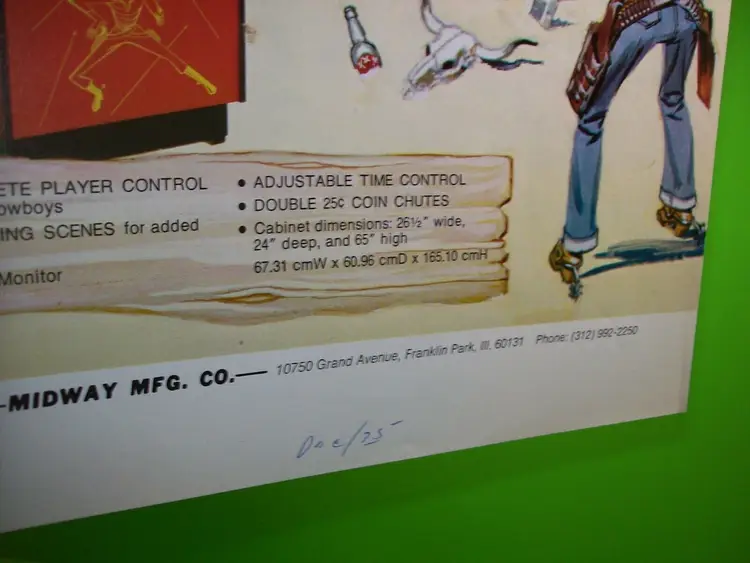 ETE PLAYER CONTROL
owboys
ING SCENES for added
Monitor
• ADJUSTABLE TIME CONTROL
• DOUBLE 25¢ COIN CHUTES
• Cabinet dimensions: 26½" wide,
24" deep, and 65" high
67.31 cmW x 60.96 cmD x 165.10 cmH
XXX
-MIDWAY MFG. CO.— 10750 Grand Avenue, Franklin Park, Ill. 60131 Phone: (312) 992-2250
Dec/75